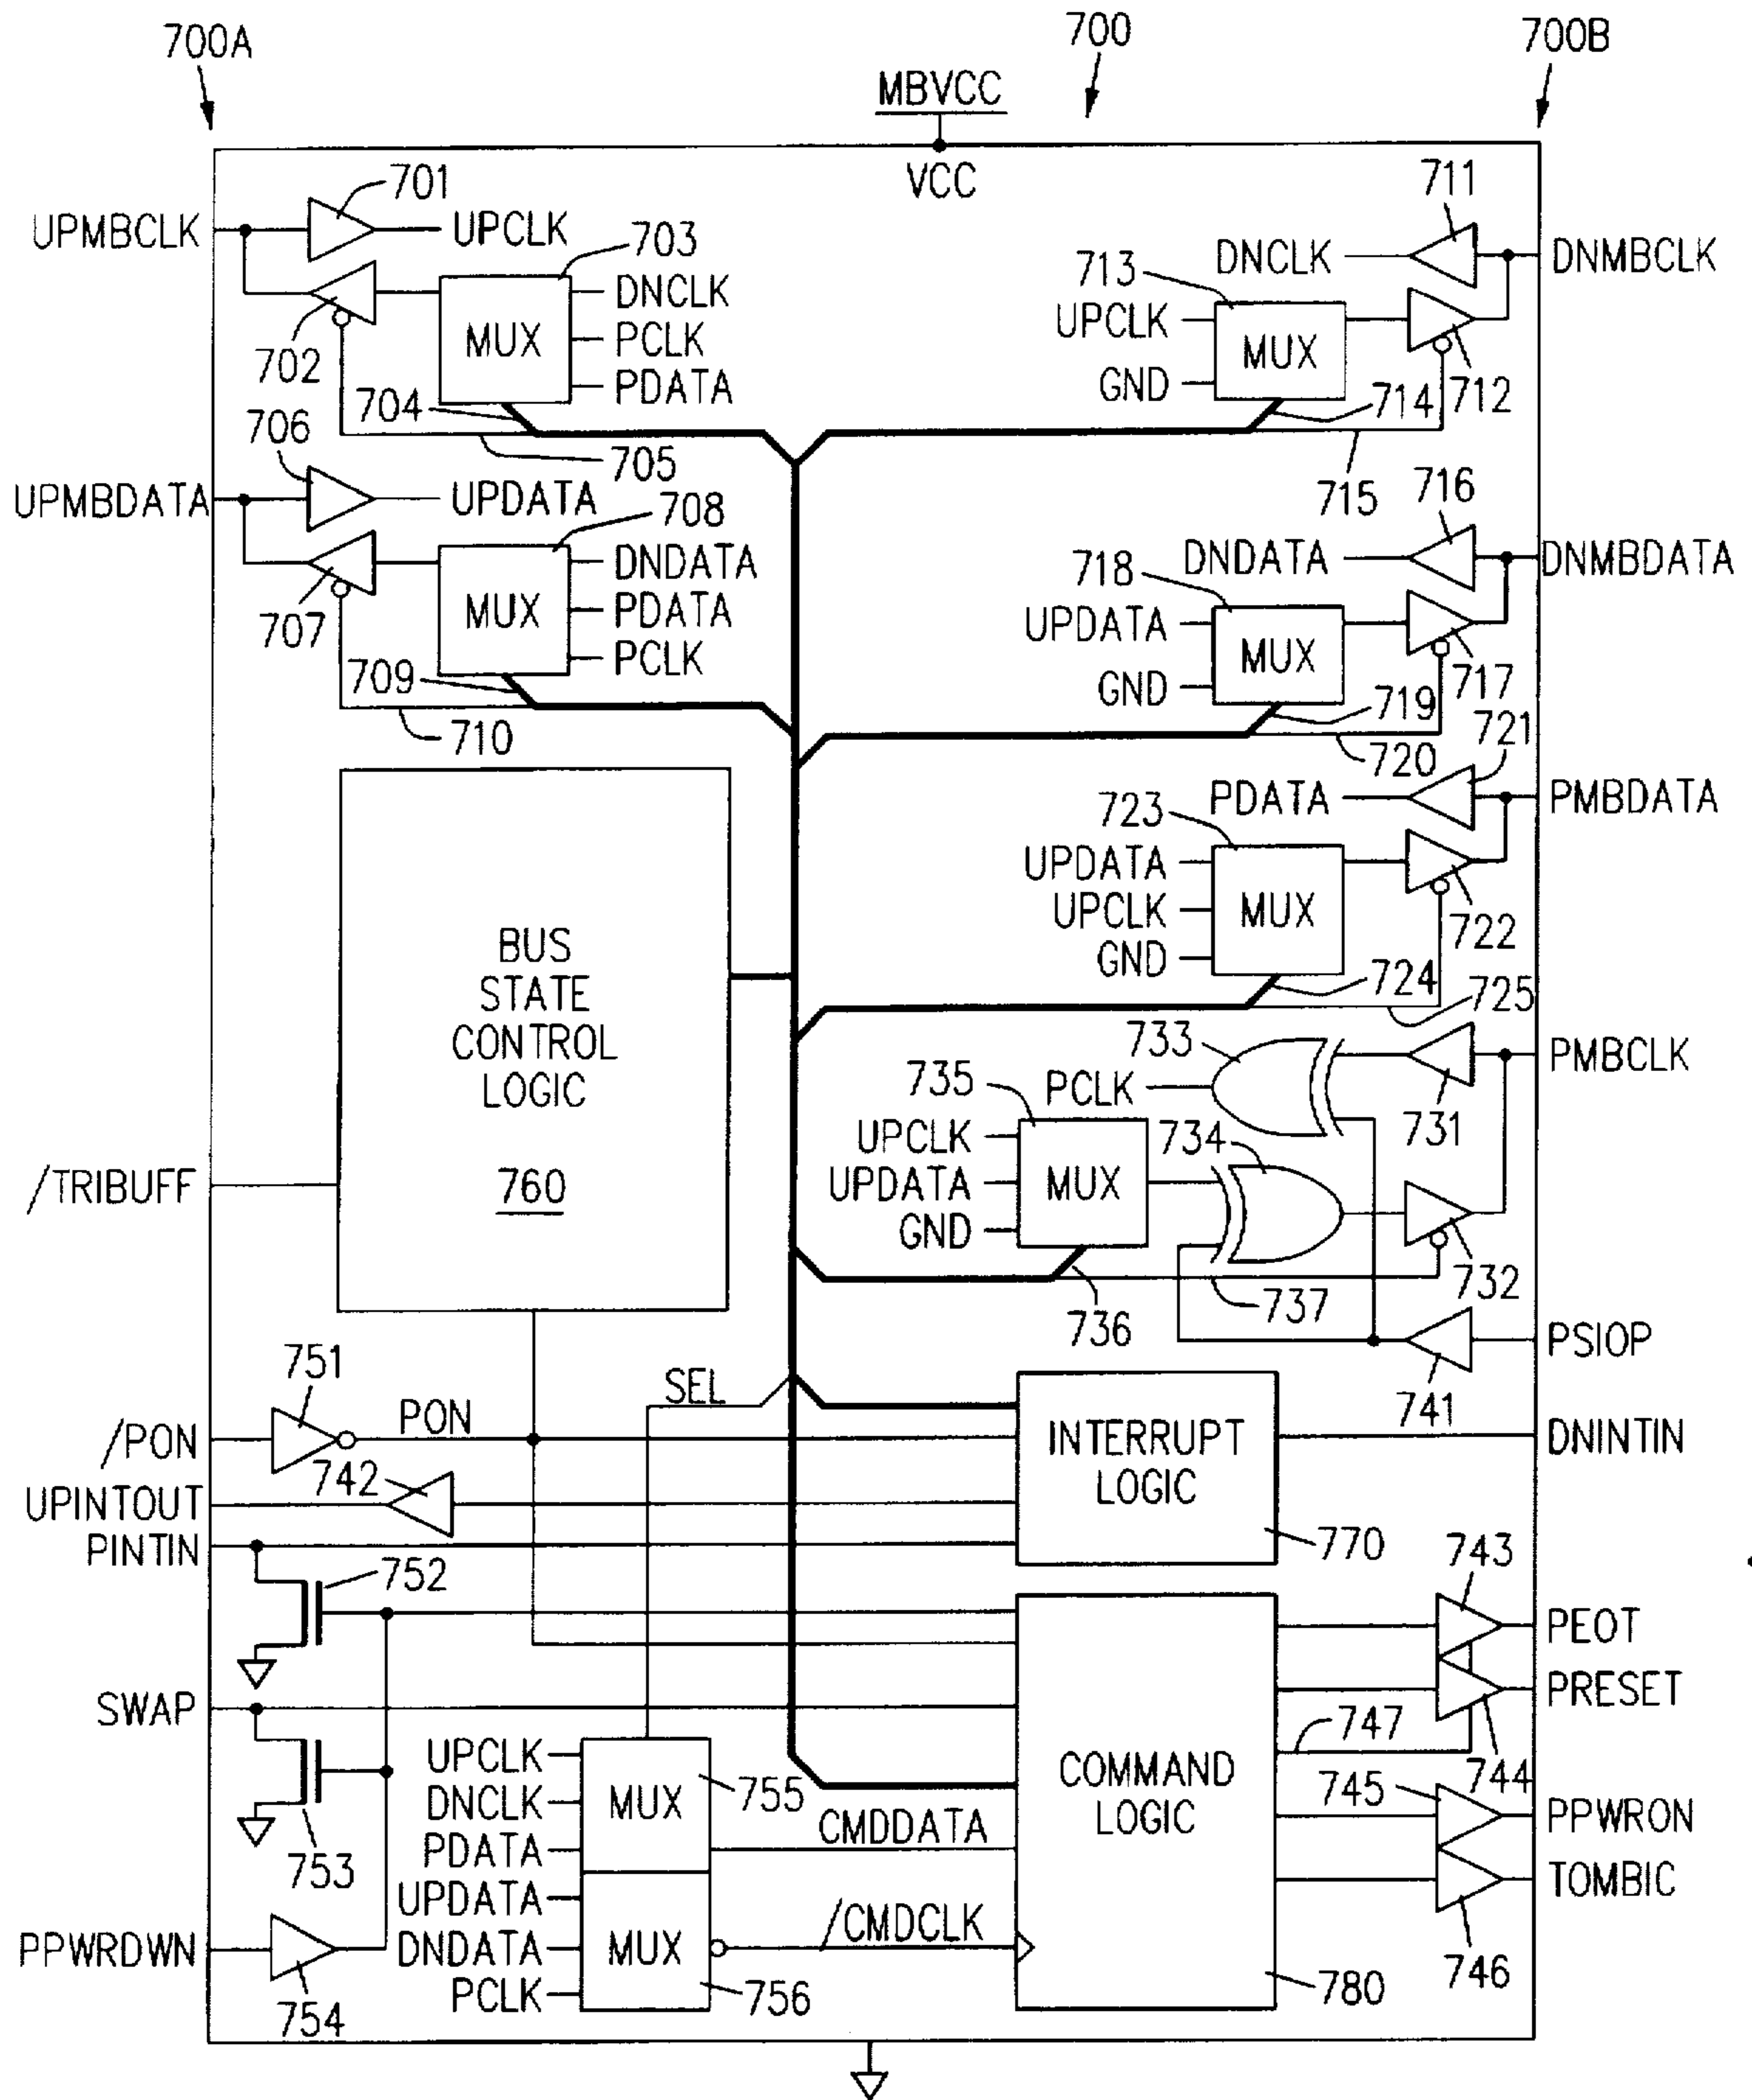 700A
700
700B
MBVCC
VCC
UPMBCLK
701
UPCLK
703
DNCLK
PCLK
PDATA
MUX
702
704
705
706
UPMBDATA
UPDATA
708
DNDATA
PDATA
PCLK
MUX
707
709
710
711
DNCLK
DNMBCLK
713
UPCLK
GND
MUX
712
714
715
716
DNDATA
DNMBDATA
718
UPDATA
GND
MUX
717
719
720
721
PDATA
PMBDATA
723
UPDATA
UPCLK
GND
MUX
722
724
725
733
PCLK
PMBCLK
731
735
734
UPCLK
UPDATA
GND
MUX
732
736
737
PSIOP
741
BUS
STATE
CONTROL
LOGIC
760
/TRIBUFF
751
/PON
PON
SEL
742
UPINTOUT
PINTIN
752
INTERRUPT
LOGIC
770
DNINTIN
743
PEOT
PRESET
747
744
SWAP
753
UPCLK
DNCLK
PDATA
MUX
755
CMDDATA
UPDATA
DNDATA
PCLK
MUX
756
/CMDCLK
COMMAND
LOGIC
780
745
PPWRON
TOMBIC
746
PPWRDWN
754